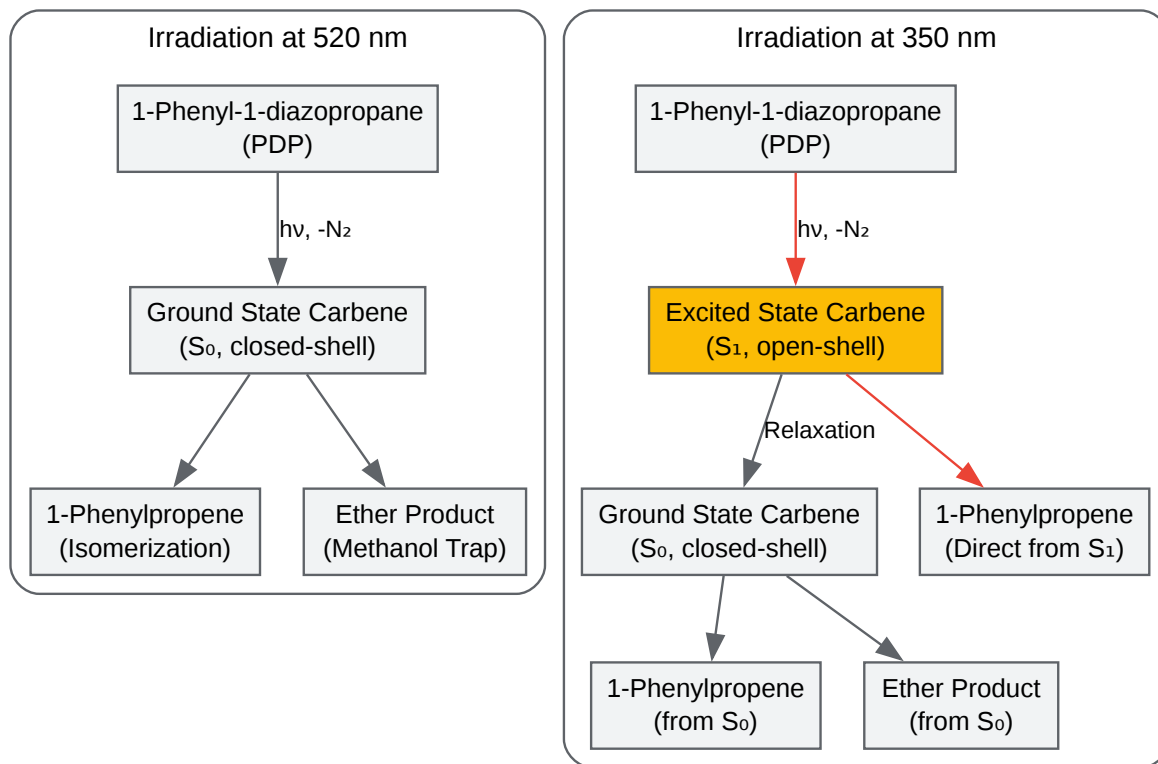 Irradiation at 520 nm
1-Phenyl-1-diazopropane
(PDP)
hν, -N₂
Ground State Carbene
(S₀, closed-shell)
1-Phenylpropene
(Isomerization)
Ether Product
(Methanol Trap)
Irradiation at 350 nm
1-Phenyl-1-diazopropane
(PDP)
hν, -N₂
Excited State Carbene
(S₁, open-shell)
Relaxation
Ground State Carbene
(S₀, closed-shell)
1-Phenylpropene
(Direct from S₁)
1-Phenylpropene
(from S₀)
Ether Product
(from S₀)